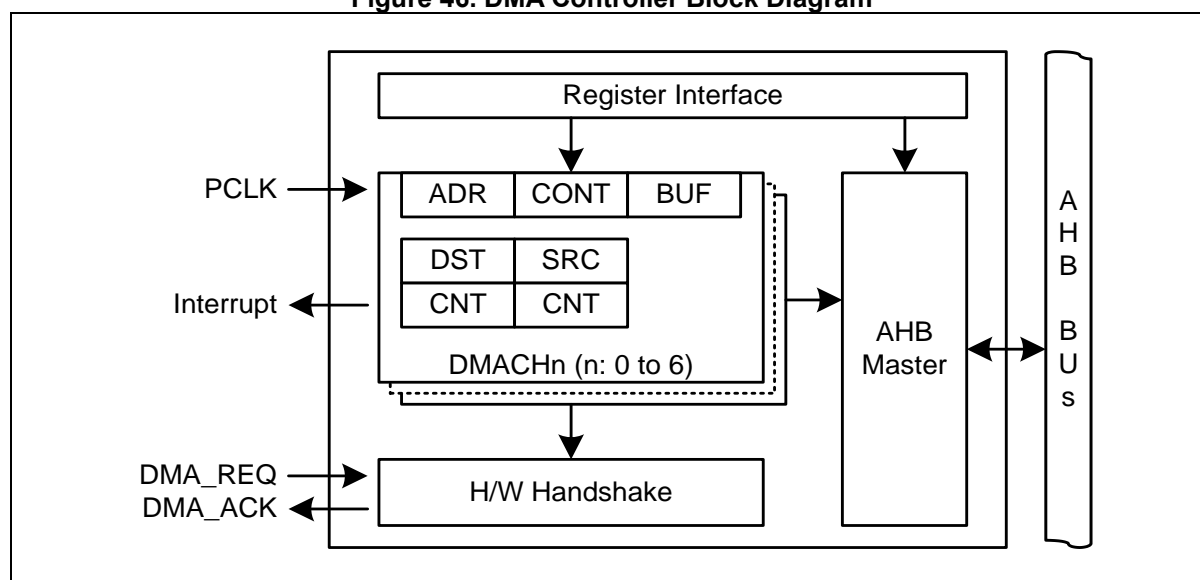 Figure 46. DMA Controller Block Diagram
Register Interface
PCLK
ADR CONT BUF
DST SRC
CNT CNT
Interrupt
DMACHn (n: 0 to 6)
AHB
Master
A
H
B
B
U
s
DMA_REQ
DMA_ACK
H/W Handshake